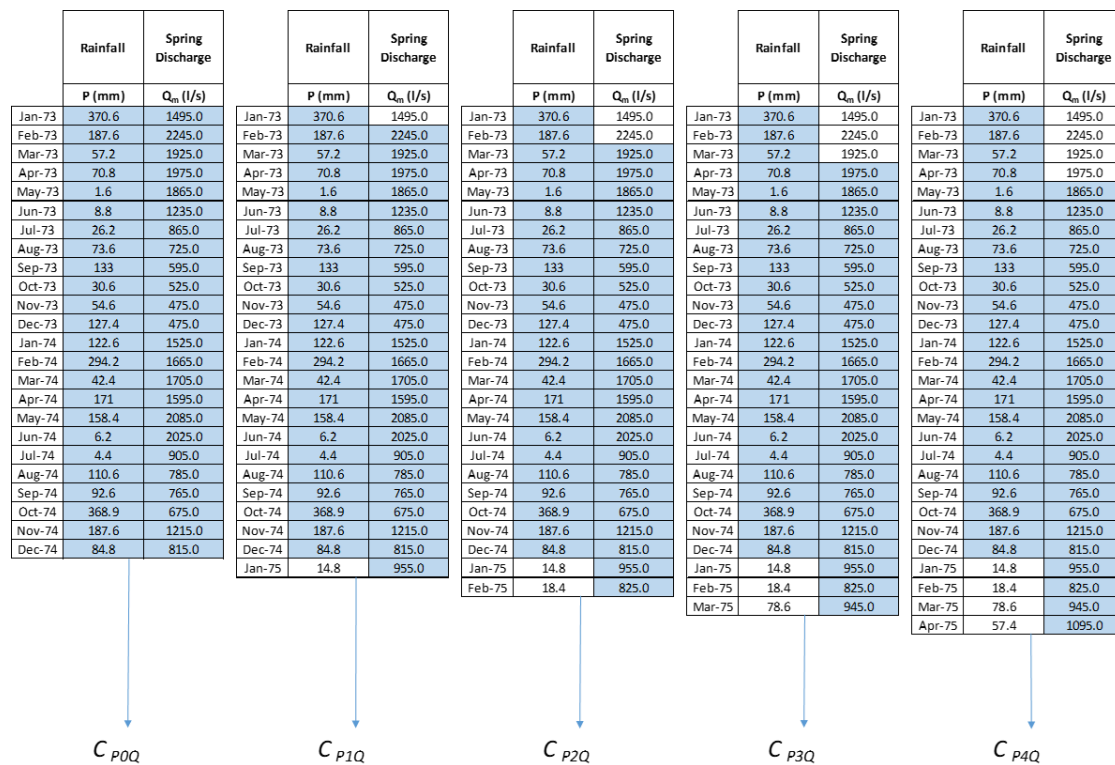 Rainfall Spring Discharge Rainfall Spring Discharge Rainfall Spring Discharge Rainfall Spring Discharge Rainfall Spring Discharge
P (mm) Qm (l/s) P (mm) Qm (l/s) P (mm) Qm (l/s) P (mm) Qm (l/s) P (mm) Qm (l/s)
Jan-73 370.6 1495.0 Jan-73 370.6 1495.0 Jan-73 370.6 1495.0 Jan-73 370.6 1495.0 Jan-73 370.6 1495.0
Feb-73 187.6 2245.0 Feb-73 187.6 2245.0 Feb-73 187.6 2245.0 Feb-73 187.6 2245.0 Feb-73 187.6 2245.0
Mar-73 57.2 1925.0 Mar-73 57.2 1925.0 Mar-73 57.2 1925.0 Mar-73 57.2 1925.0 Mar-73 57.2 1925.0
Apr-73 70.8 1975.0 Apr-73 70.8 1975.0 Apr-73 70.8 1975.0 Apr-73 70.8 1975.0 Apr-73 70.8 1975.0
May-73 1.6 1865.0 May-73 1.6 1865.0 May-73 1.6 1865.0 May-73 1.6 1865.0 May-73 1.6 1865.0
Jun-73 8.8 1235.0 Jun-73 8.8 1235.0 Jun-73 8.8 1235.0 Jun-73 8.8 1235.0 Jun-73 8.8 1235.0
Jul-73 26.2 865.0 Jul-73 26.2 865.0 Jul-73 26.2 865.0 Jul-73 26.2 865.0 Jul-73 26.2 865.0
Aug-73 73.6 725.0 Aug-73 73.6 725.0 Aug-73 73.6 725.0 Aug-73 73.6 725.0 Aug-73 73.6 725.0
Sep-73 133 595.0 Sep-73 133 595.0 Sep-73 133 595.0 Sep-73 133 595.0 Sep-73 133 595.0
Oct-73 30.6 525.0 Oct-73 30.6 525.0 Oct-73 30.6 525.0 Oct-73 30.6 525.0 Oct-73 30.6 525.0
Nov-73 54.6 475.0 Nov-73 54.6 475.0 Nov-73 54.6 475.0 Nov-73 54.6 475.0 Nov-73 54.6 475.0
Dec-73 127.4 475.0 Dec-73 127.4 475.0 Dec-73 127.4 475.0 Dec-73 127.4 475.0 Dec-73 127.4 475.0
Jan-74 122.6 1525.0 Jan-74 122.6 1525.0 Jan-74 122.6 1525.0 Jan-74 122.6 1525.0 Jan-74 122.6 1525.0
Feb-74 294.2 1665.0 Feb-74 294.2 1665.0 Feb-74 294.2 1665.0 Feb-74 294.2 1665.0 Feb-74 294.2 1665.0
Mar-74 42.4 1705.0 Mar-74 42.4 1705.0 Mar-74 42.4 1705.0 Mar-74 42.4 1705.0 Mar-74 42.4 1705.0
Apr-74 171 1595.0 Apr-74 171 1595.0 Apr-74 171 1595.0 Apr-74 171 1595.0 Apr-74 171 1595.0
May-74 158.4 2085.0 May-74 158.4 2085.0 May-74 158.4 2085.0 May-74 158.4 2085.0 May-74 158.4 2085.0
Jun-74 6.2 2025.0 Jun-74 6.2 2025.0 Jun-74 6.2 2025.0 Jun-74 6.2 2025.0 Jun-74 6.2 2025.0
Jul-74 4.4 905.0 Jul-74 4.4 905.0 Jul-74 4.4 905.0 Jul-74 4.4 905.0 Jul-74 4.4 905.0
Aug-74 110.6 785.0 Aug-74 110.6 785.0 Aug-74 110.6 785.0 Aug-74 110.6 785.0 Aug-74 110.6 785.0
Sep-74 92.6 765.0 Sep-74 92.6 765.0 Sep-74 92.6 765.0 Sep-74 92.6 765.0 Sep-74 92.6 765.0
Oct-74 368.9 675.0 Oct-74 368.9 675.0 Oct-74 368.9 675.0 Oct-74 368.9 675.0 Oct-74 368.9 675.0
Nov-74 187.6 1215.0 Nov-74 187.6 1215.0 Nov-74 187.6 1215.0 Nov-74 187.6 1215.0 Nov-74 187.6 1215.0
Dec-74 84.8 815.0 Dec-74 84.8 815.0 Dec-74 84.8 815.0 Dec-74 84.8 815.0 Dec-74 84.8 815.0
Jan-75 14.8 955.0 Jan-75 14.8 955.0 Jan-75 14.8 955.0 Jan-75 14.8 955.0
Feb-75 18.4 825.0 Feb-75 18.4 825.0 Feb-75 18.4 825.0
Mar-75 78.6 945.0 Mar-75 78.6 945.0
Apr-75 57.4 1095.0
C P0Q C P1Q C P2Q C P3Q C P4Q